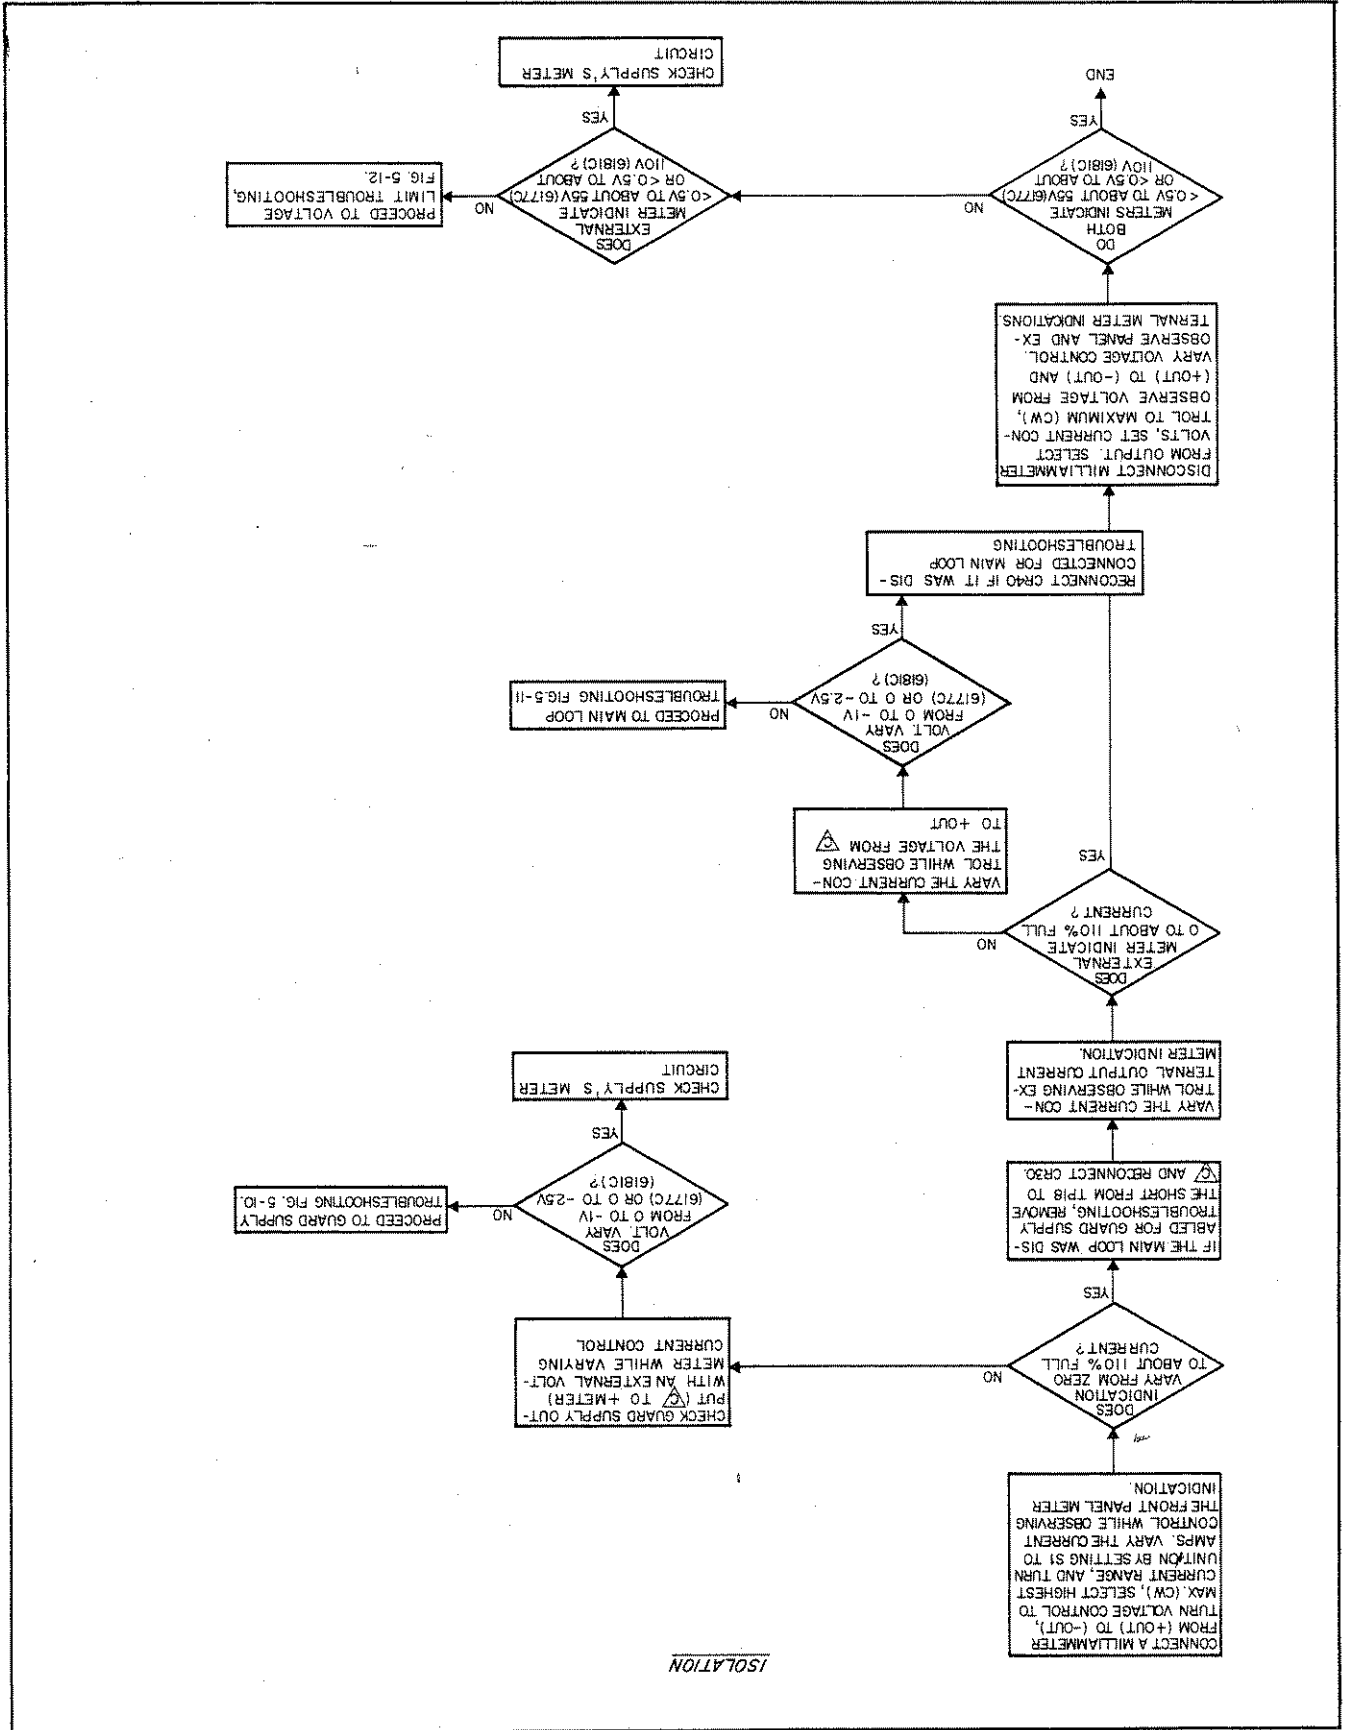 ISOLATION
CONNECT A MILLIAMMETER
FROM (+OUT) TO (-OUT),
TURN VOLTAGE CONTROL TO
MAX. (CW), SELECT HIGHEST
CURRENT RANGE, AND TURN
UNIT ON BY SETTING S1 TO
AMPS. VARY THE CURRENT
CONTROL WHILE OBSERVING
THE FRONT PANEL METER
INDICATION.
DOES
INDICATION
VARY FROM ZERO
TO ABOUT 110% FULL
CURRENT?
NO
YES
CHECK GUARD SUPPLY OUT-
PUT (C TO +METER)
WITH AN EXTERNAL VOLT-
METER WHILE VARYING
CURRENT CONTROL
DOES
VOLT. VARY
FROM 0 TO -1V
(6177C) OR 0 TO -2.5V
(6181C)?
NO
PROCEED TO GUARD SUPPLY
TROUBLESHOOTING FIG. 5-10.
YES
CHECK SUPPLY'S METER
CIRCUIT
IF THE MAIN LOOP WAS DIS-
ABLED FOR GUARD SUPPLY
TROUBLESHOOTING, REMOVE
THE SHORT FROM TP18 TO
C AND RECONNECT CR30.
VARY THE CURRENT CON-
TROL WHILE OBSERVING EX-
TERNAL OUTPUT CURRENT
METER INDICATION.
DOES
EXTERNAL
METER INDICATE
0 TO ABOUT 110% FULL
CURRENT?
NO
YES
VARY THE CURRENT CON-
TROL WHILE OBSERVING
THE VOLTAGE FROM C
TO +OUT
DOES
VOLT. VARY
FROM 0 TO -1V
(6177C) OR 0 TO -2.5V
(6181C)?
NO
PROCEED TO MAIN LOOP
TROUBLESHOOTING FIG.5-11
YES
RECONNECT CR40 IF IT WAS DIS-
CONNECTED FOR MAIN LOOP
TROUBLESHOOTING
DISCONNECT MILLIAMMETER
FROM OUTPUT. SELECT
VOLTS, SET CURRENT CON-
TROL TO MAXIMUM (CW),
OBSERVE VOLTAGE FROM
(+OUT) TO (-OUT) AND
VARY VOLTAGE CONTROL.
OBSERVE PANEL AND EX-
TERNAL METER INDICATIONS.
DO
BOTH
METERS INDICATE
<0.5V TO ABOUT 55V(6177C)
OR <0.5V TO ABOUT
110V (6181C)?
NO
YES
END
DOES
EXTERNAL
METER INDICATE
<0.5V TO ABOUT 55V (6177C)
OR <0.5V TO ABOUT
110V (6181C)?
NO
PROCEED TO VOLTAGE
LIMIT TROUBLESHOOTING,
FIG. 5-12.
YES
CHECK SUPPLY'S METER
CIRCUIT